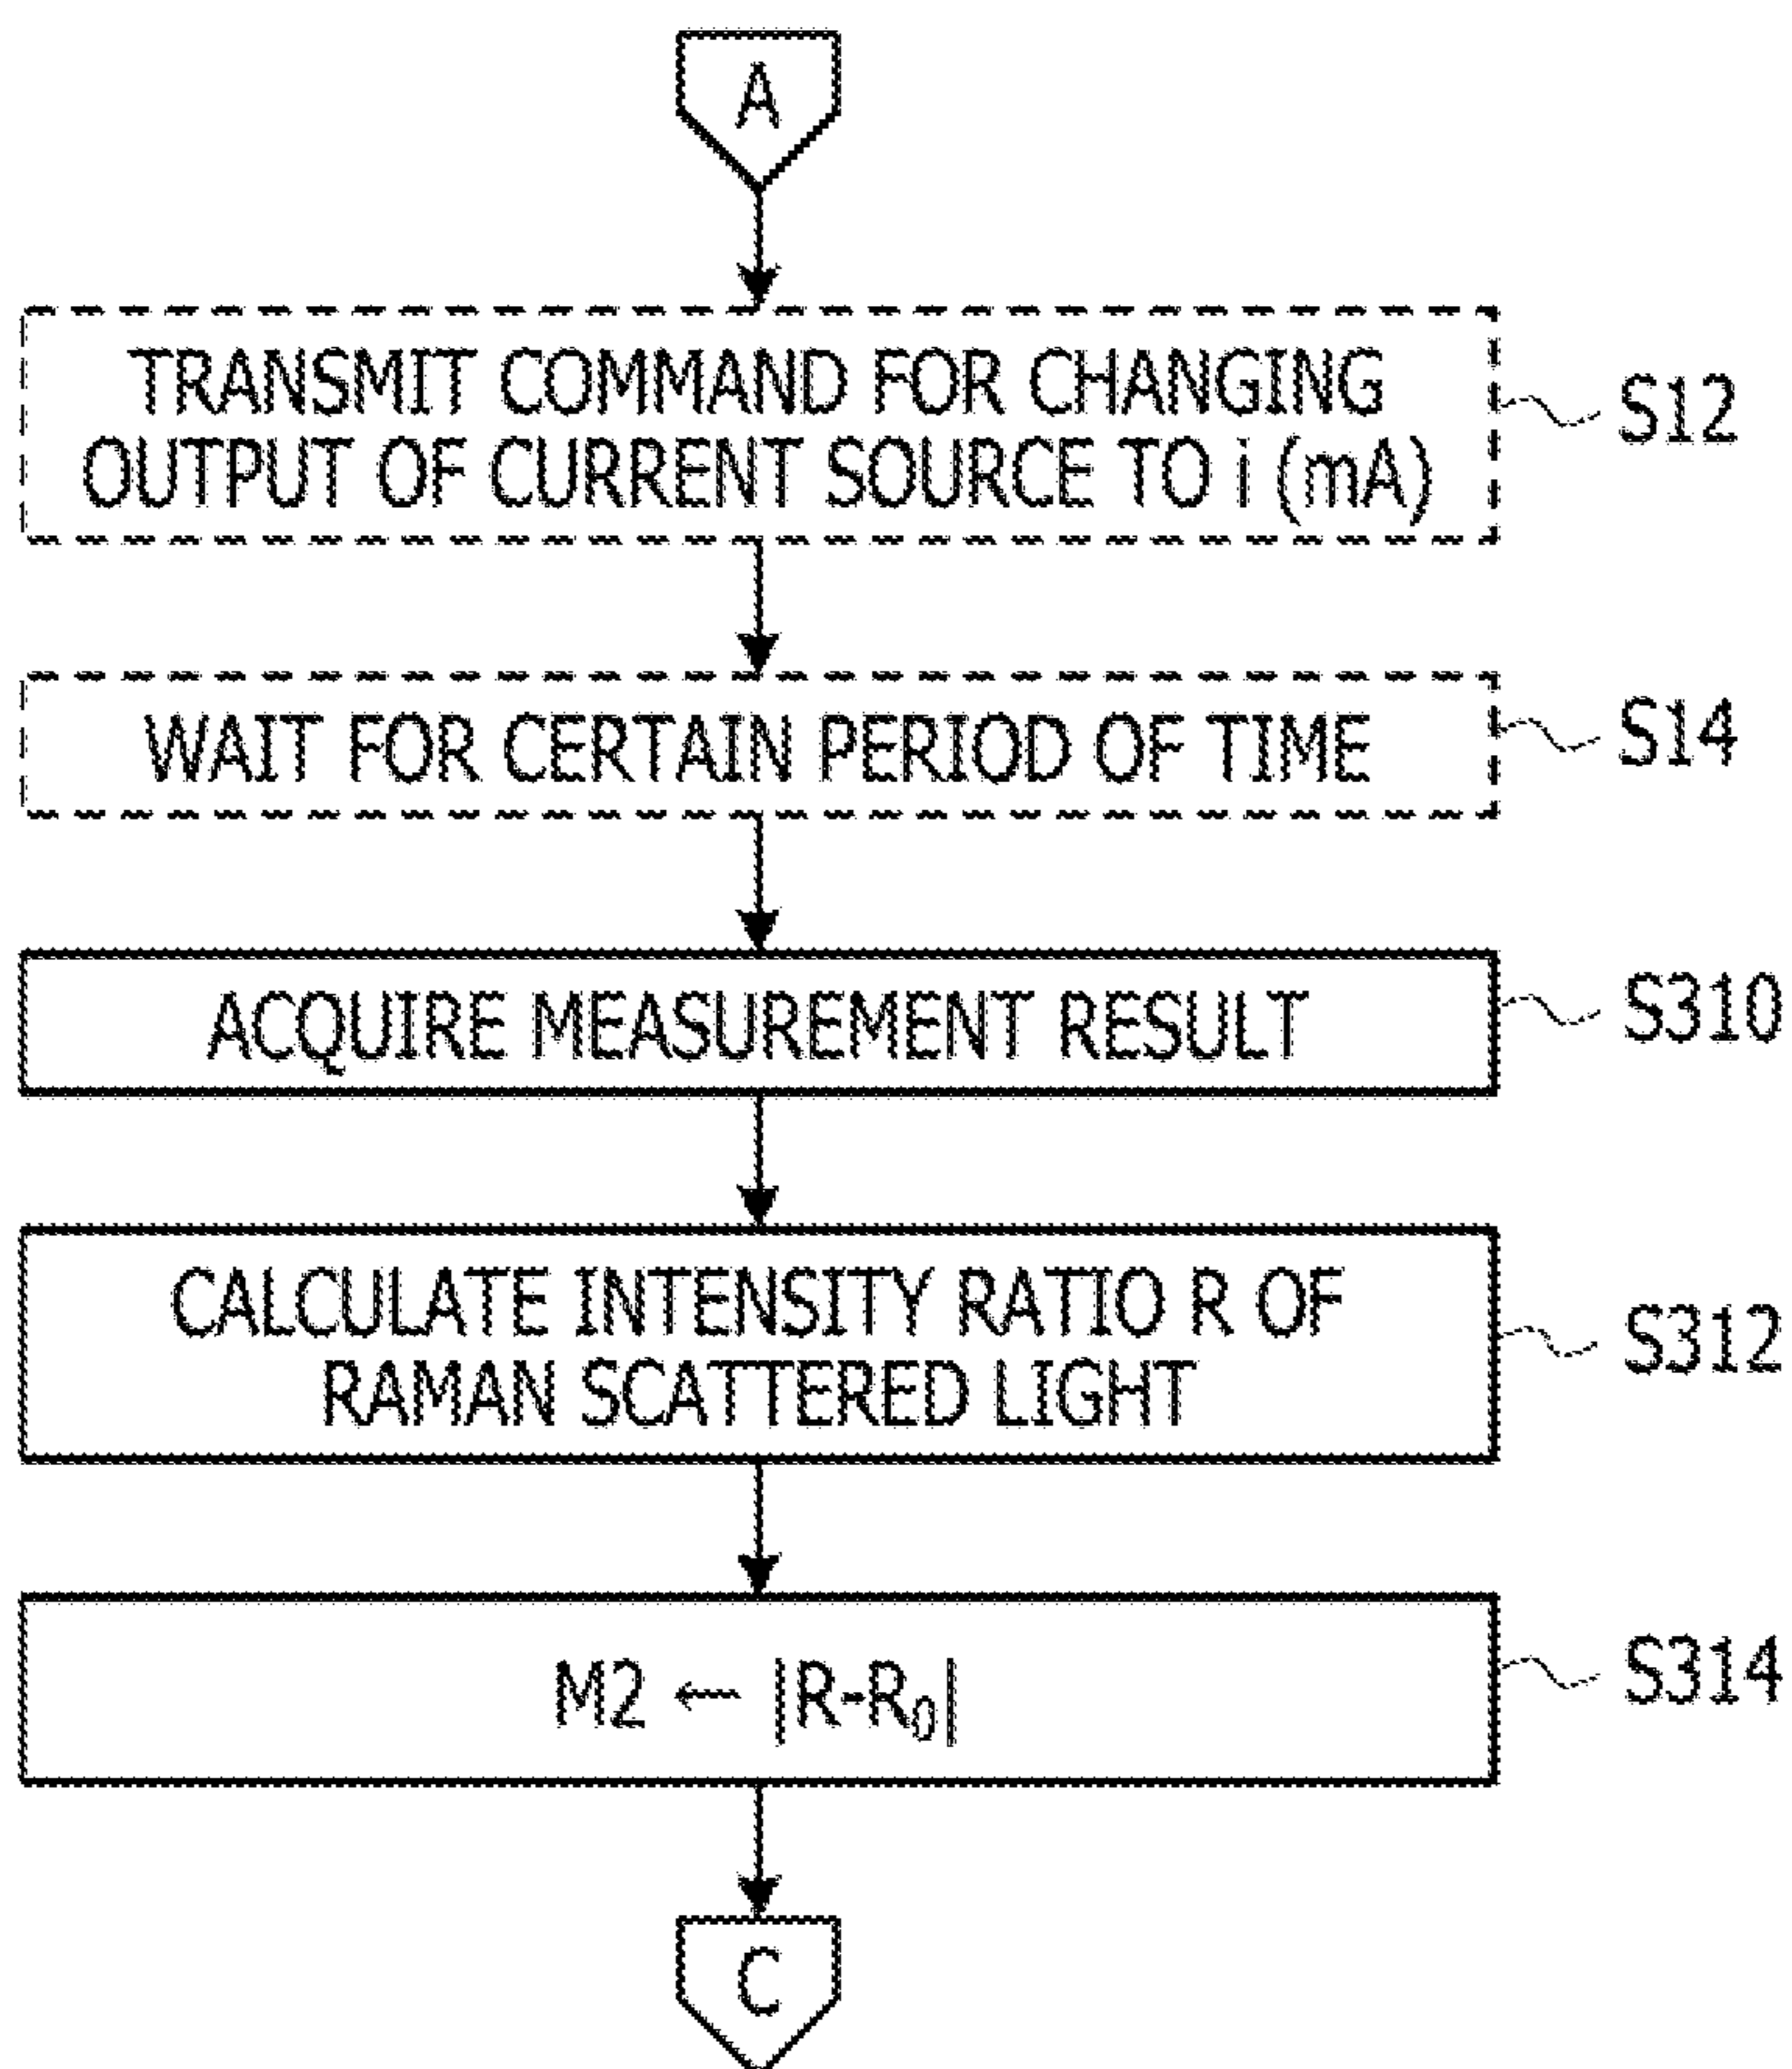 A
TRANSMIT COMMAND FOR CHANGING
OUTPUT OF CURRENT SOURCE TO i (mA)
S12
WAIT FOR CERTAIN PERIOD OF TIME
S14
ACQUIRE MEASUREMENT RESULT
S310
CALCULATE INTENSITY RATIO R OF
RAMAN SCATTERED LIGHT
S312
M2 ← |R-R₀|
S314
C